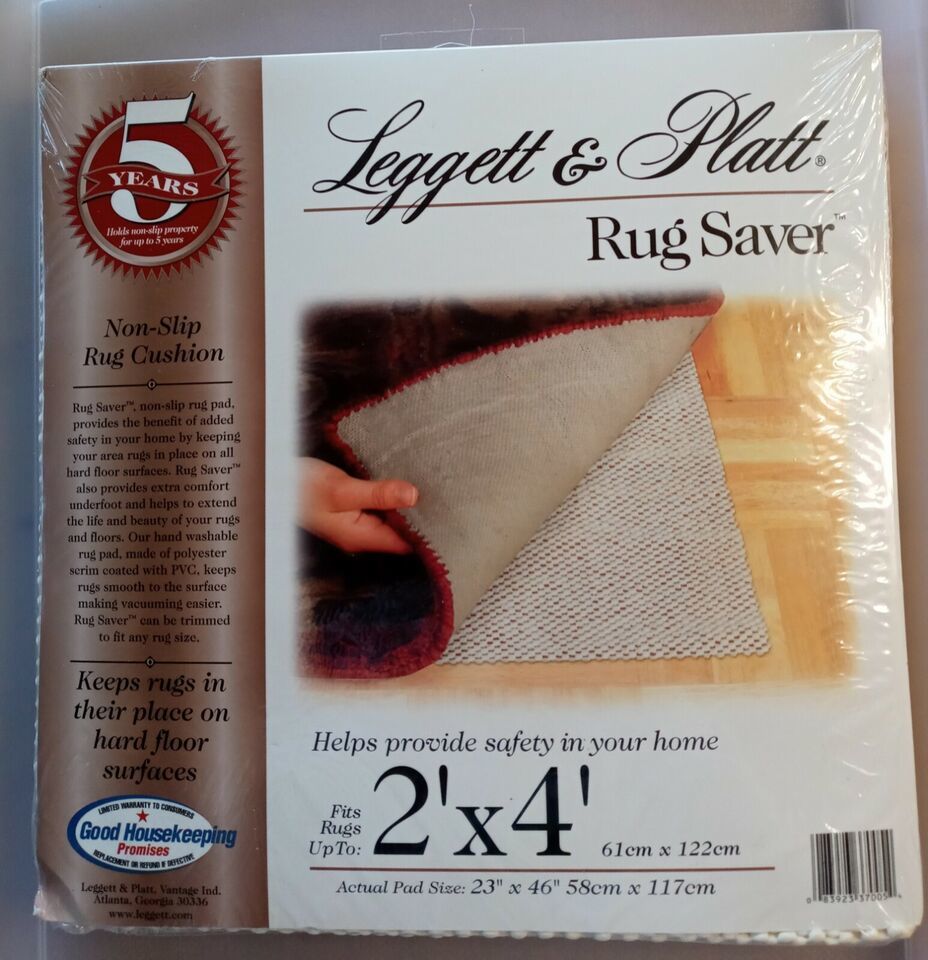 5
YEARS
Holds non-slip property
for up to 5 years
Non-Slip
Rug Cushion
Rug Saver™, non-slip rug pad,
provides the benefit of added
safety in your home by keeping
your area rugs in place on all
hard floor surfaces. Rug Saver™
also provides extra comfort
underfoot and helps to extend
the life and beauty of your rugs
and floors. Our hand washable
rug pad, made of polyester
scrim coated with PVC, keeps
rugs smooth to the surface
making vacuuming easier.
Rug Saver™ can be trimmed
to fit any rug size.
Keeps rugs in
their place on
hard floor
surfaces
LIMITED WARRANTY TO CONSUMERS
Good Housekeeping
Promises
REPLACEMENT OR REFUND IF DEFECTIVE
Leggett & Platt, Vantage Ind.
Atlanta, Georgia 30336
www.leggett.com
Leggett & Platt®
Rug Saver™
Helps provide safety in your home
Fits
Rugs
Up To:
2'x4'
61cm x 122cm
Actual Pad Size: 23" x 46" 58cm x 117cm
0 83923 37005 4